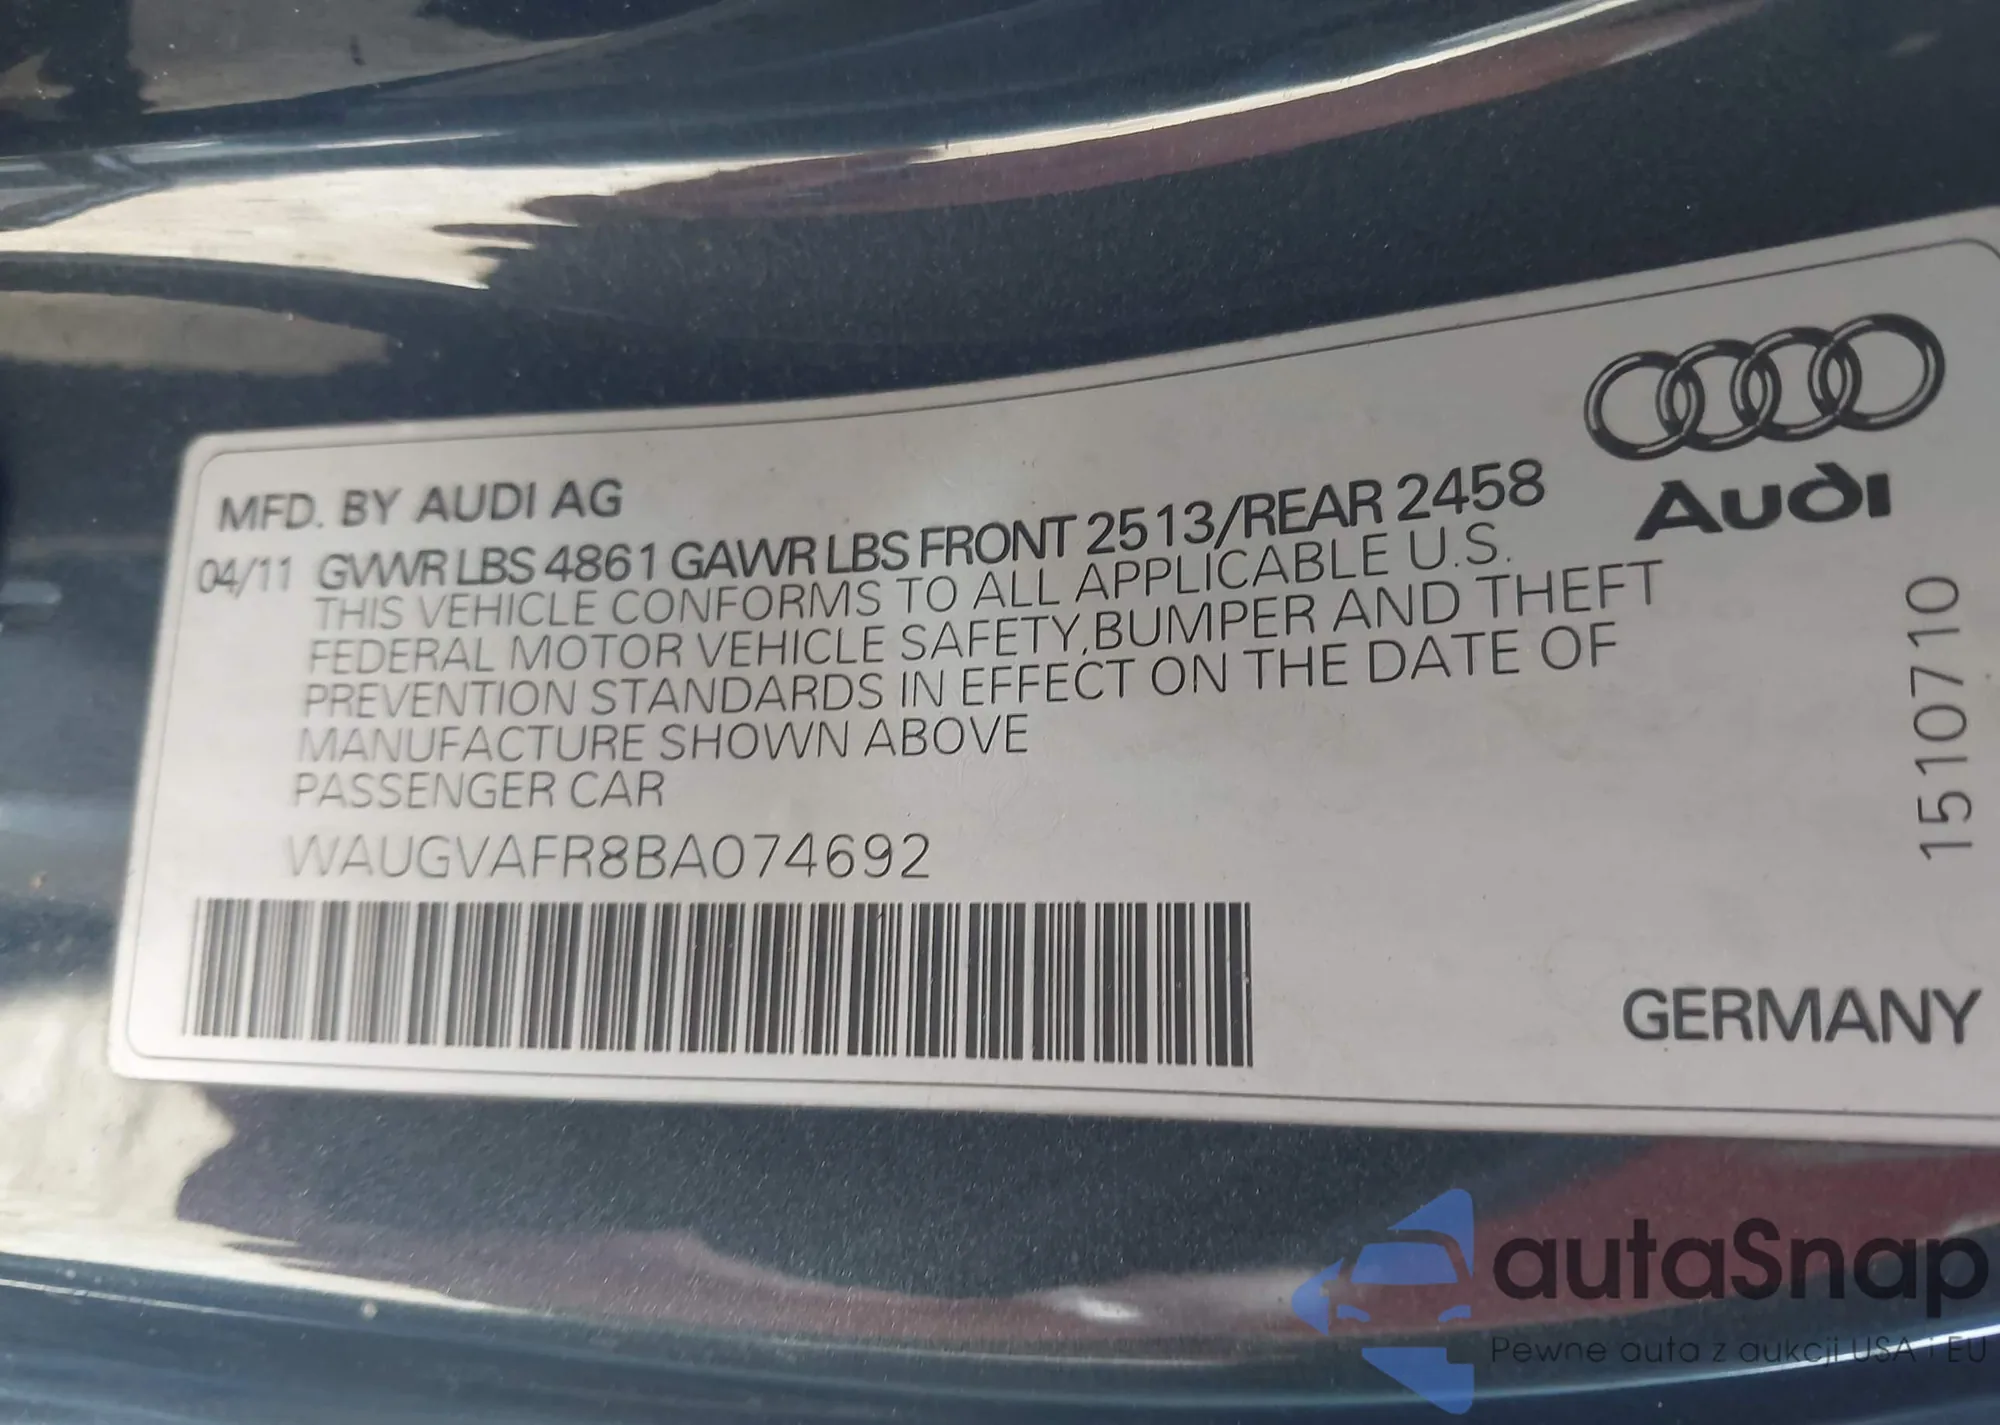 MFD. BY AUDI AG
04/11 GVWR LBS 4861 GAWR LBS FRONT 2513/REAR 2458
THIS VEHICLE CONFORMS TO ALL APPLICABLE U.S.
FEDERAL MOTOR VEHICLE SAFETY,BUMPER AND THEFT
PREVENTION STANDARDS IN EFFECT ON THE DATE OF
MANUFACTURE SHOWN ABOVE
PASSENGER CAR
WAUGVAFR8BA074692
Audi
1510710
GERMANY
autaSnap
Pewne auta z aukcji USA i EU